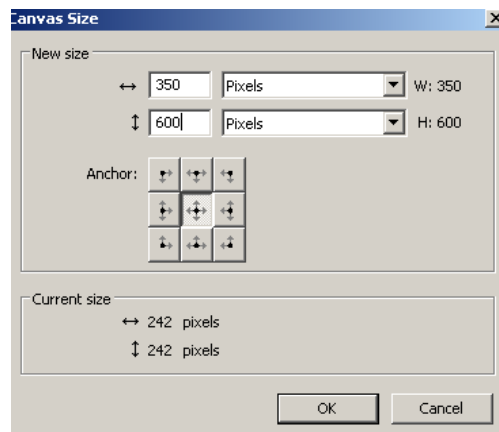 Canvas Size
New size
350 Pixels W: 350
600 Pixels H: 600
Anchor:
Current size
242 pixels
242 pixels
OK Cancel